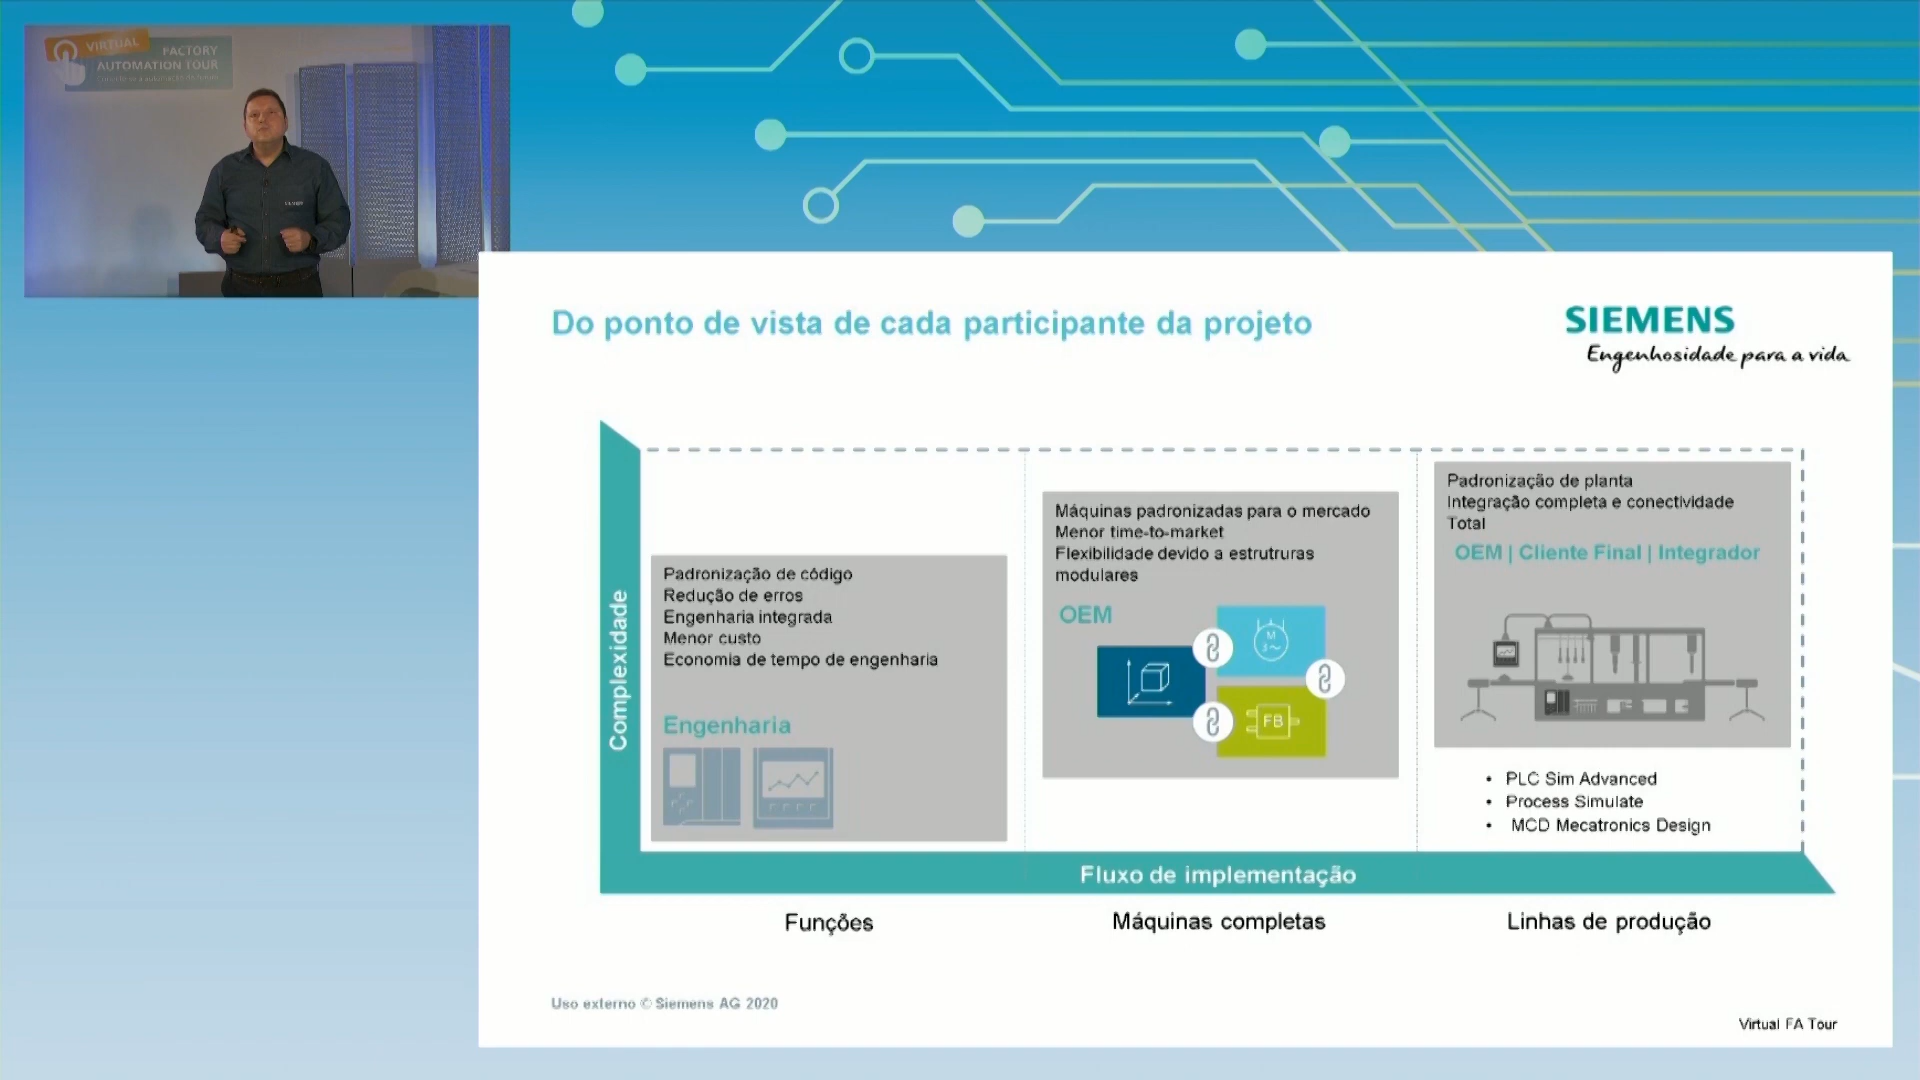 VIRTUAL
FACTORY
AUTOMATION TOUR
Do ponto de vista de cada participante da projeto
SIEMENS
Engenhosidade para a vida
Complexidade
Padronização de código
Redução de erros
Engenharia integrada
Menor custo
Economia de tempo de engenharia
Engenharia
Máquinas padronizadas para o mercado
Menor time-to-market
Flexibilidade devido a estrutruras
modulares
OEM
M
3~
FB
Padronização de planta
Integração completa e conectividade
Total
OEM | Cliente Final | Integrador
• PLC Sim Advanced
• Process Simulate
• MCD Mecatronics Design
Fluxo de implementação
Funções
Máquinas completas
Linhas de produção
Uso externo © Siemens AG 2020
Virtual FA Tour